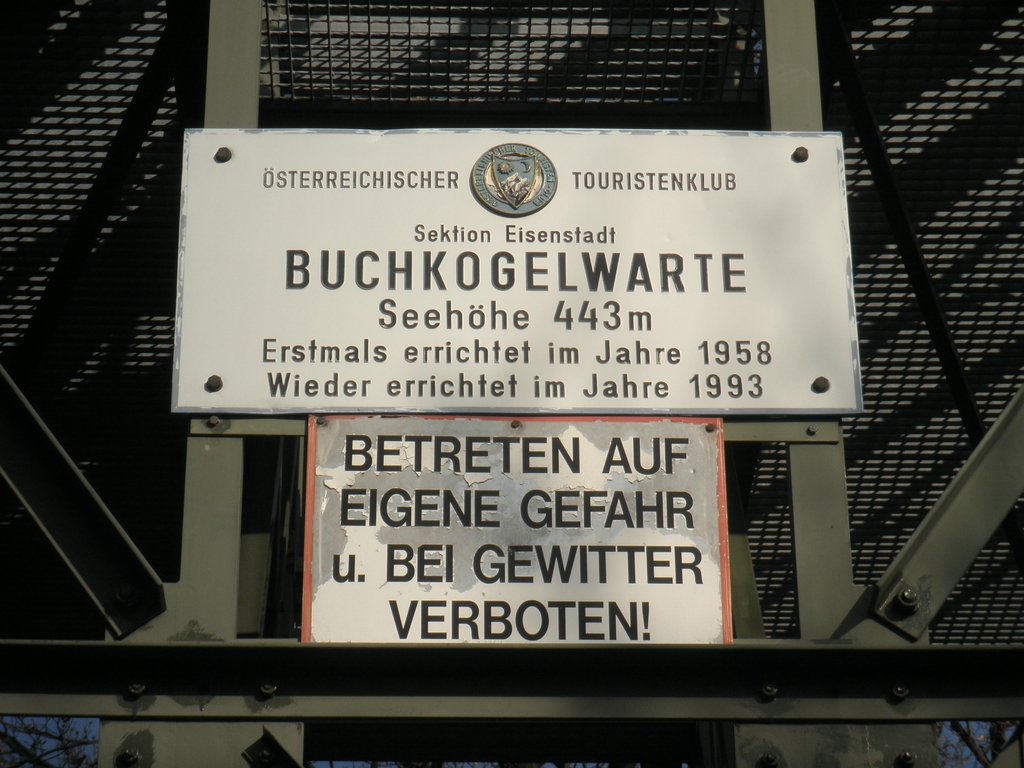 ÖSTERREICHISCHER TOURISTENKLUB
Sektion Eisenstadt
BUCHKOGELWARTE
Seehöhe 443m
Erstmals errichtet im Jahre 1958
Wieder errichtet im Jahre 1993
BETRETEN AUF
EIGENE GEFAHR
u. BEI GEWITTER
VERBOTEN!